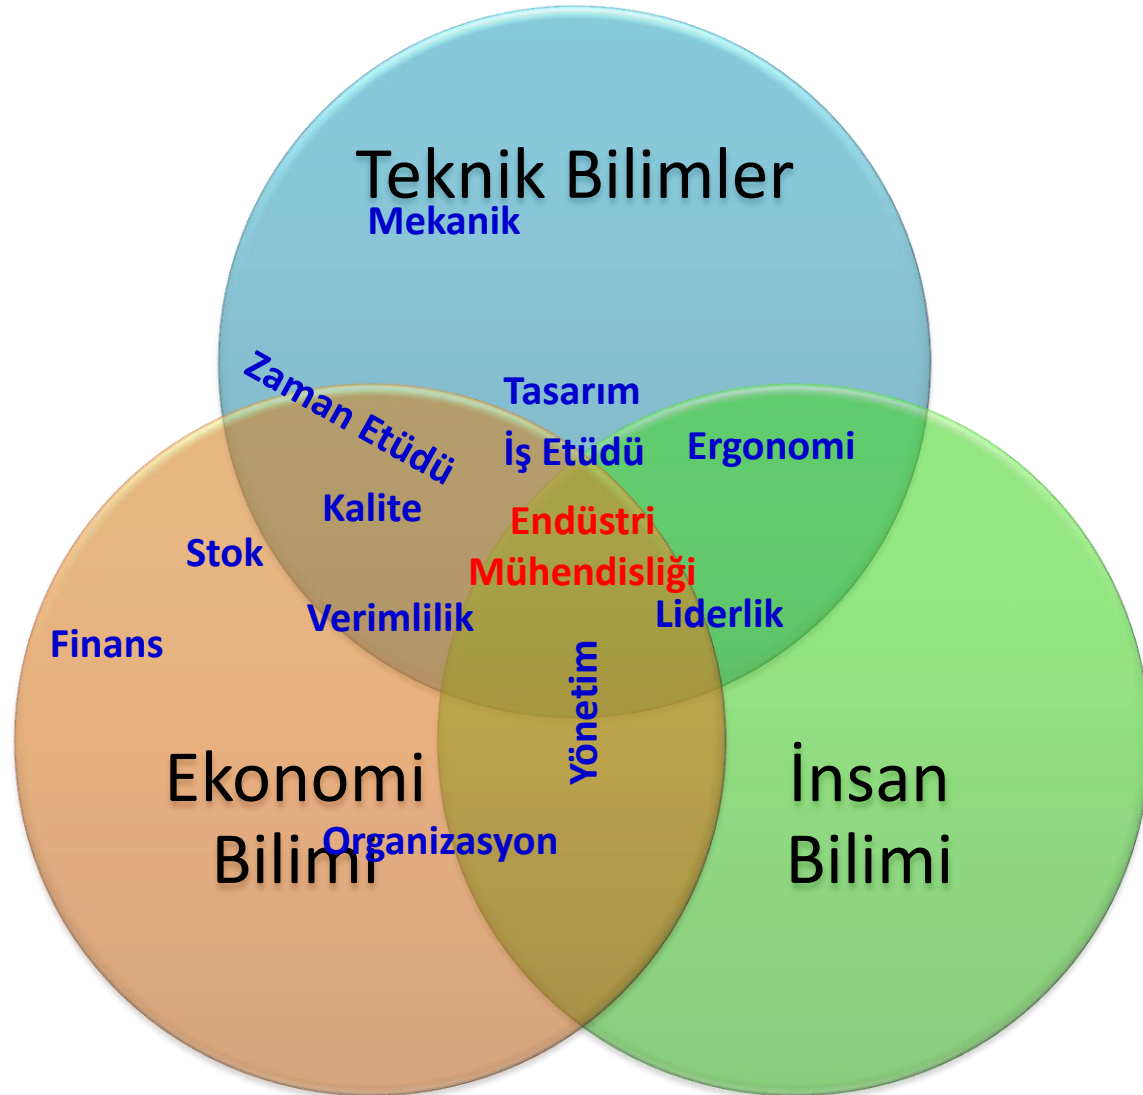 Teknik Bilimler
Mekanik
Zaman Etüdü
Tasarım
İş Etüdü
Ergonomi
Kalite
Endüstri
Mühendisliği
Stok
Verimlilik
Liderlik
Finans
Yönetim
Ekonomi
Bilimi
Organizasyon
İnsan
Bilimi